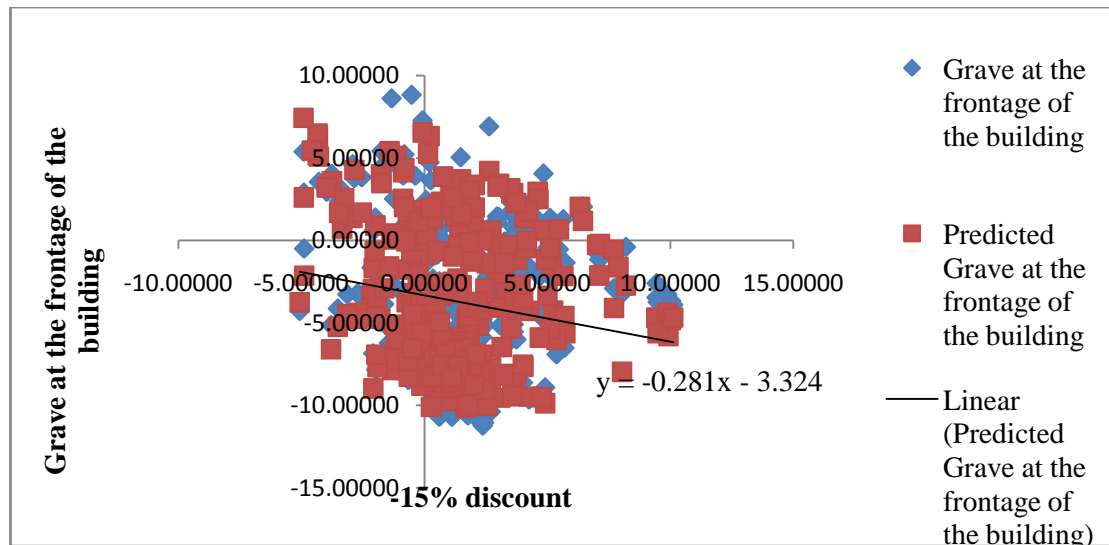 Grave at the frontage of the
building
10.00000
5.00000
0.00000
-10.00000
-5.00000
0.00000
5.00000
10.00000
15.00000
-5.00000
-10.00000
-15.00000
y = -0.281x - 3.324
-15% discount
Grave at the
frontage of
the building
Predicted
Grave at the
frontage of
the building
Linear
(Predicted
Grave at the
frontage of
the building)